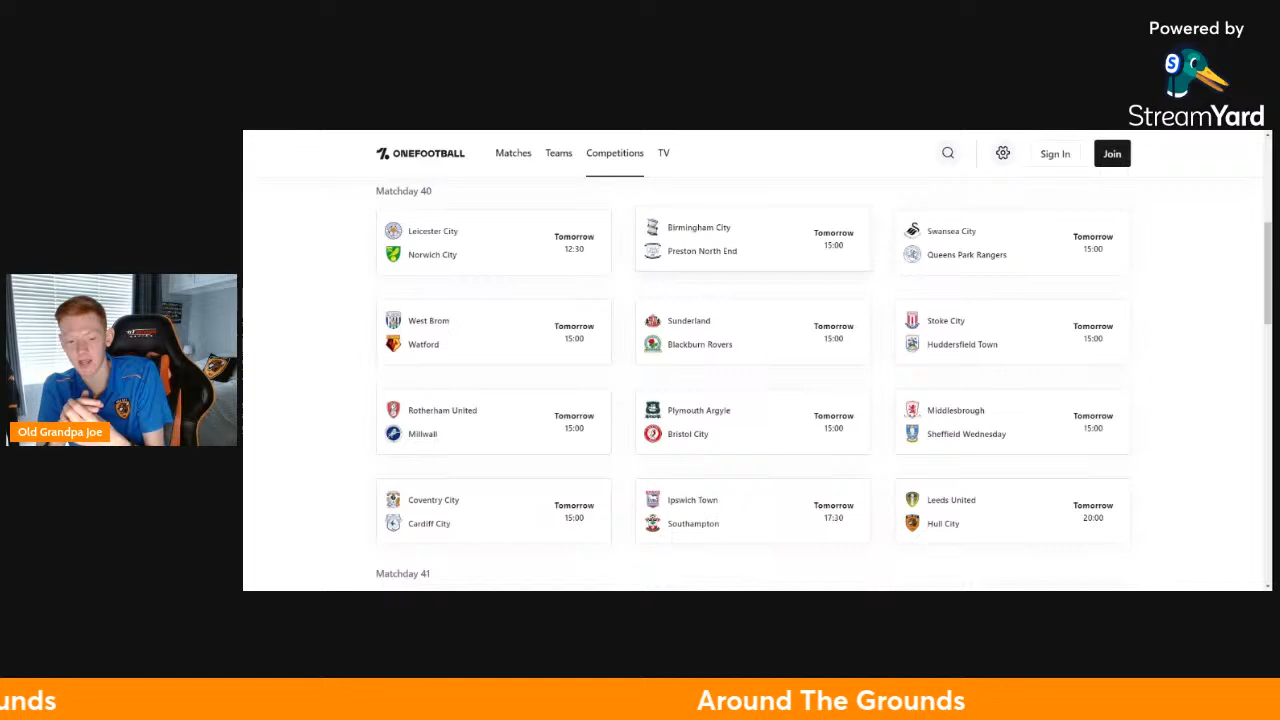 Powered by
StreamYard
ONEFOOTBALL
Matches
Teams
Competitions
TV
Sign In
Join
Matchday 40
Leicester City
Norwich City
Tomorrow
12:30
Birmingham City
Preston North End
Tomorrow
15:00
Swansea City
Queens Park Rangers
Tomorrow
15:00
West Brom
Watford
Tomorrow
15:00
Sunderland
Blackburn Rovers
Tomorrow
15:00
Stoke City
Huddersfield Town
Tomorrow
15:00
Rotherham United
Millwall
Tomorrow
15:00
Plymouth Argyle
Bristol City
Tomorrow
15:00
Middlesbrough
Sheffield Wednesday
Tomorrow
15:00
Coventry City
Cardiff City
Tomorrow
15:00
Ipswich Town
Southampton
Tomorrow
17:30
Leeds United
Hull City
Tomorrow
20:00
Matchday 41
Old Grandpa Joe
unds
Around The Grounds